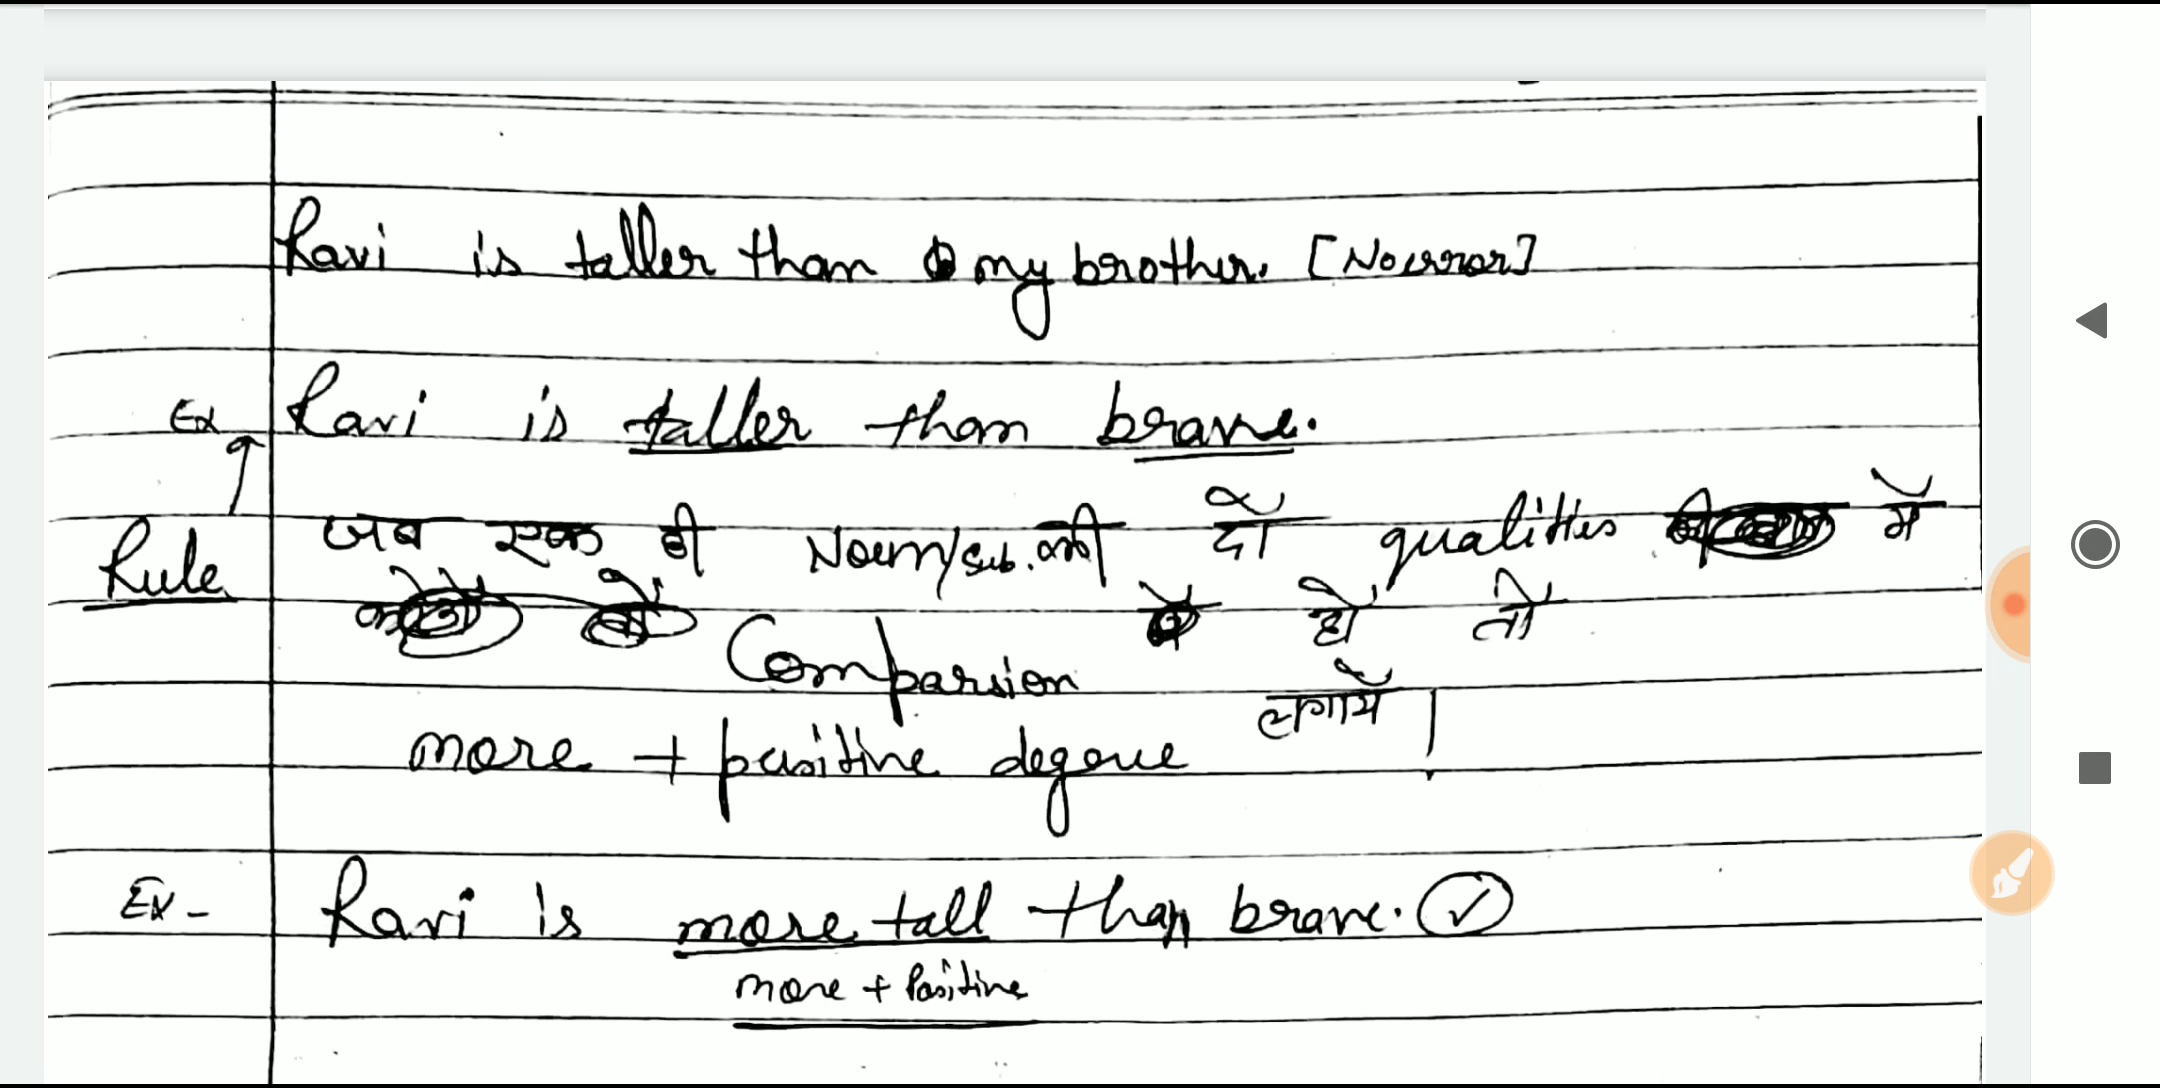 Ravi is taller than my brother. [No error]
Ex Ravi is taller than brave.
Rule जब एक ही Noun/sub. की दो qualities में
Comparsion हो तो
more + positive degree लगायें।
Ex - Ravi is more tall than brave.
more + Positive